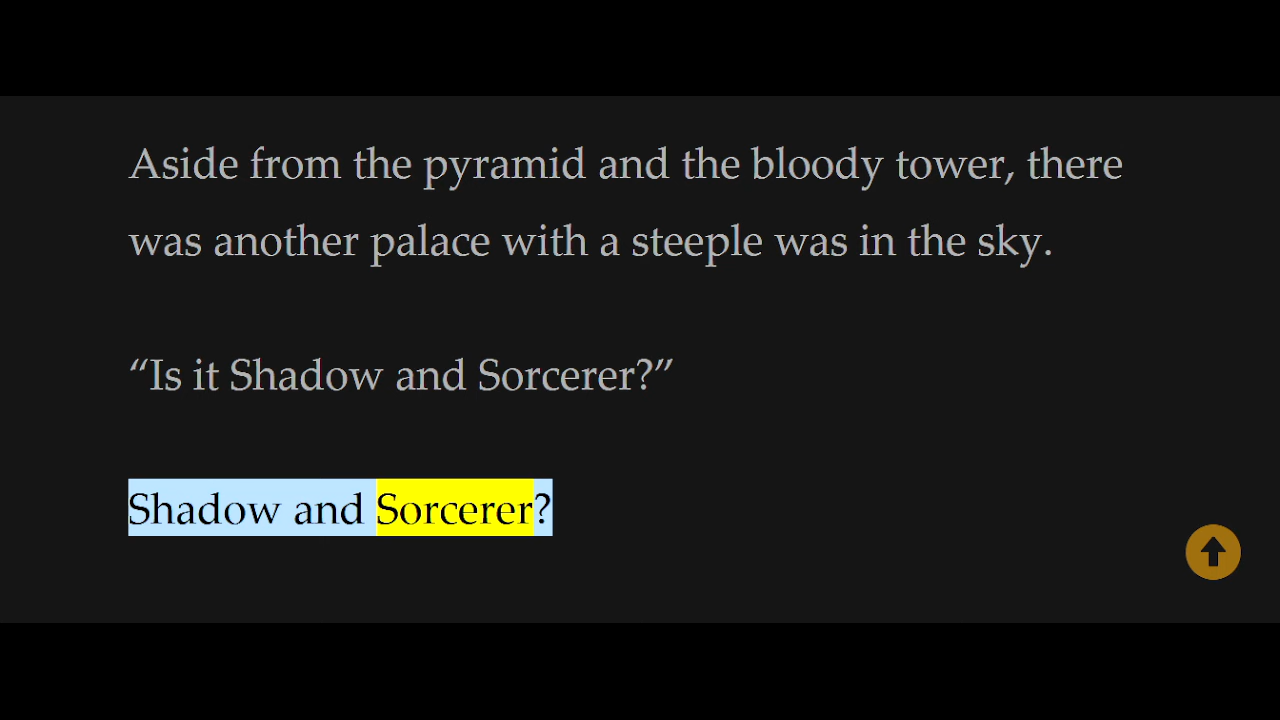 Aside from the pyramid and the bloody tower, there
was another palace with a steeple was in the sky.
“Is it Shadow and Sorcerer?”
Shadow and Sorcerer?